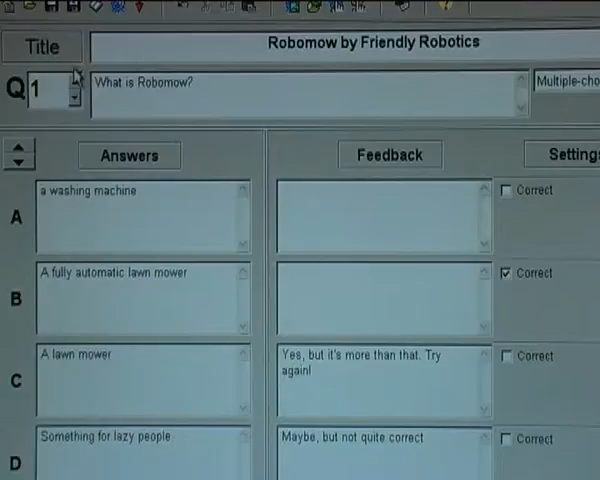 Title
Robomow by Friendly Robotics
Q
1
What is Robomow?
Multiple-cho
Answers
Feedback
Settings
A
a washing machine
Correct
B
A fully automatic lawn mower
Correct
C
A lawn mower
Yes, but it's more than that. Try
again!
Correct
D
Something for lazy people
Maybe, but not quite correct
Correct